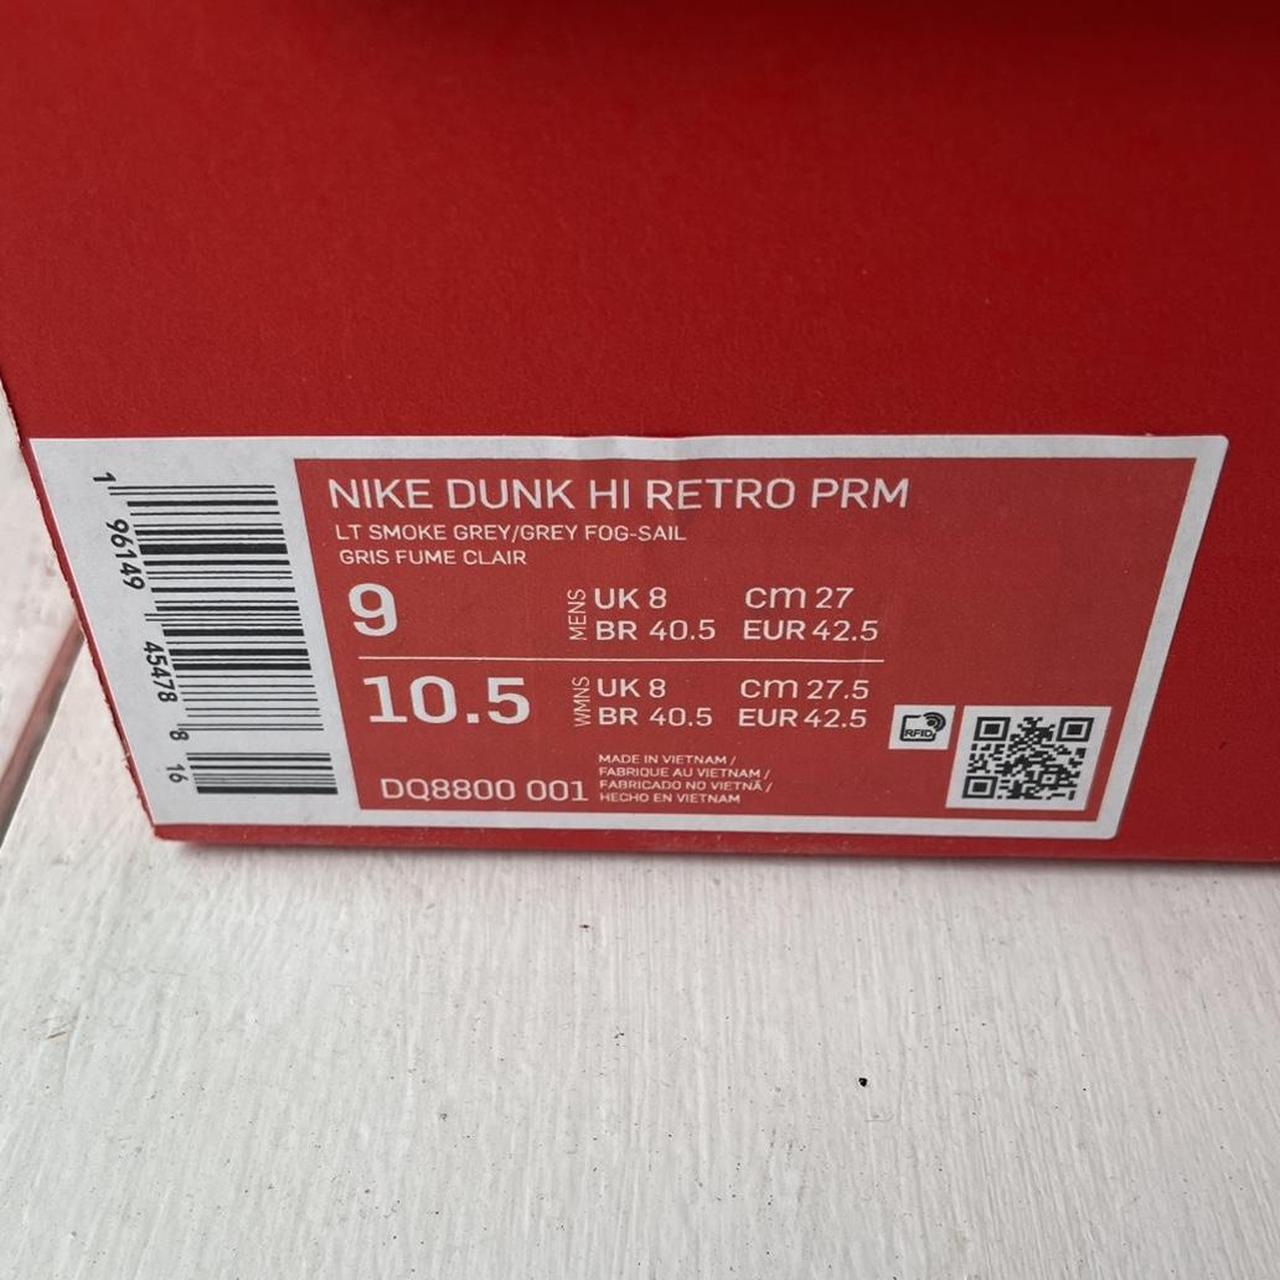 NIKE DUNK HI RETRO PRM
LT SMOKE GREY/GREY FOG-SAIL
GRIS FUME CLAIR
9 MENS UK 8 cm 27
BR 40.5 EUR 42.5
10.5 WMNS UK 8 cm 27.5
BR 40.5 EUR 42.5
DQ8800 001
MADE IN VIETNAM /
FABRIQUE AU VIETNAM /
FABRICADO NO VIETNÃ /
HECHO EN VIETNAM
RFID
1 96149 45478 8 16